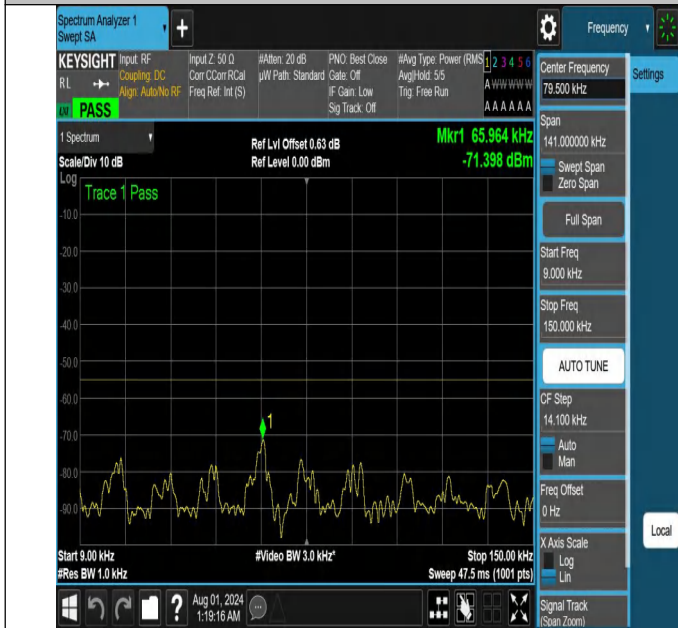 Spectrum Analyzer 1
Swept SA
+
Frequency
KEYSIGHT
RL
LXI
PASS
Input: RF
Coupling: DC
Align: Auto/No RF
Input Z: 50 Ω
Corr CCorr RCal
Freq Ref: Int (S)
#Atten: 20 dB
µW Path: Standard
PNO: Best Close
Gate: Off
IF Gain: Low
Sig Track: Off
#Avg Type: Power (RMS
Avg|Hold: 5/5
Trig: Free Run
1 2 3 4 5 6
A W W W W W
A A A A A A
1 Spectrum
Scale/Div 10 dB
Ref Lvl Offset 0.63 dB
Ref Level 0.00 dBm
Mkr1 65.964 kHz
-71.398 dBm
Log
Trace 1 Pass
-10.0
-20.0
-30.0
-40.0
-50.0
-60.0
-70.0
-80.0
-90.0
1
Start 9.00 kHz
#Res BW 1.0 kHz
#Video BW 3.0 kHz*
Stop 150.00 kHz
Sweep 47.5 ms (1001 pts)
?
Aug 01, 2024
1:19:16 AM
Center Frequency
79.500 kHz
Span
141.000000 kHz
Swept Span
Zero Span
Full Span
Start Freq
9.000 kHz
Stop Freq
150.000 kHz
AUTO TUNE
CF Step
14.100 kHz
Auto
Man
Freq Offset
0 Hz
X Axis Scale
Log
Lin
Signal Track
(Span Zoom)
Settings
Local